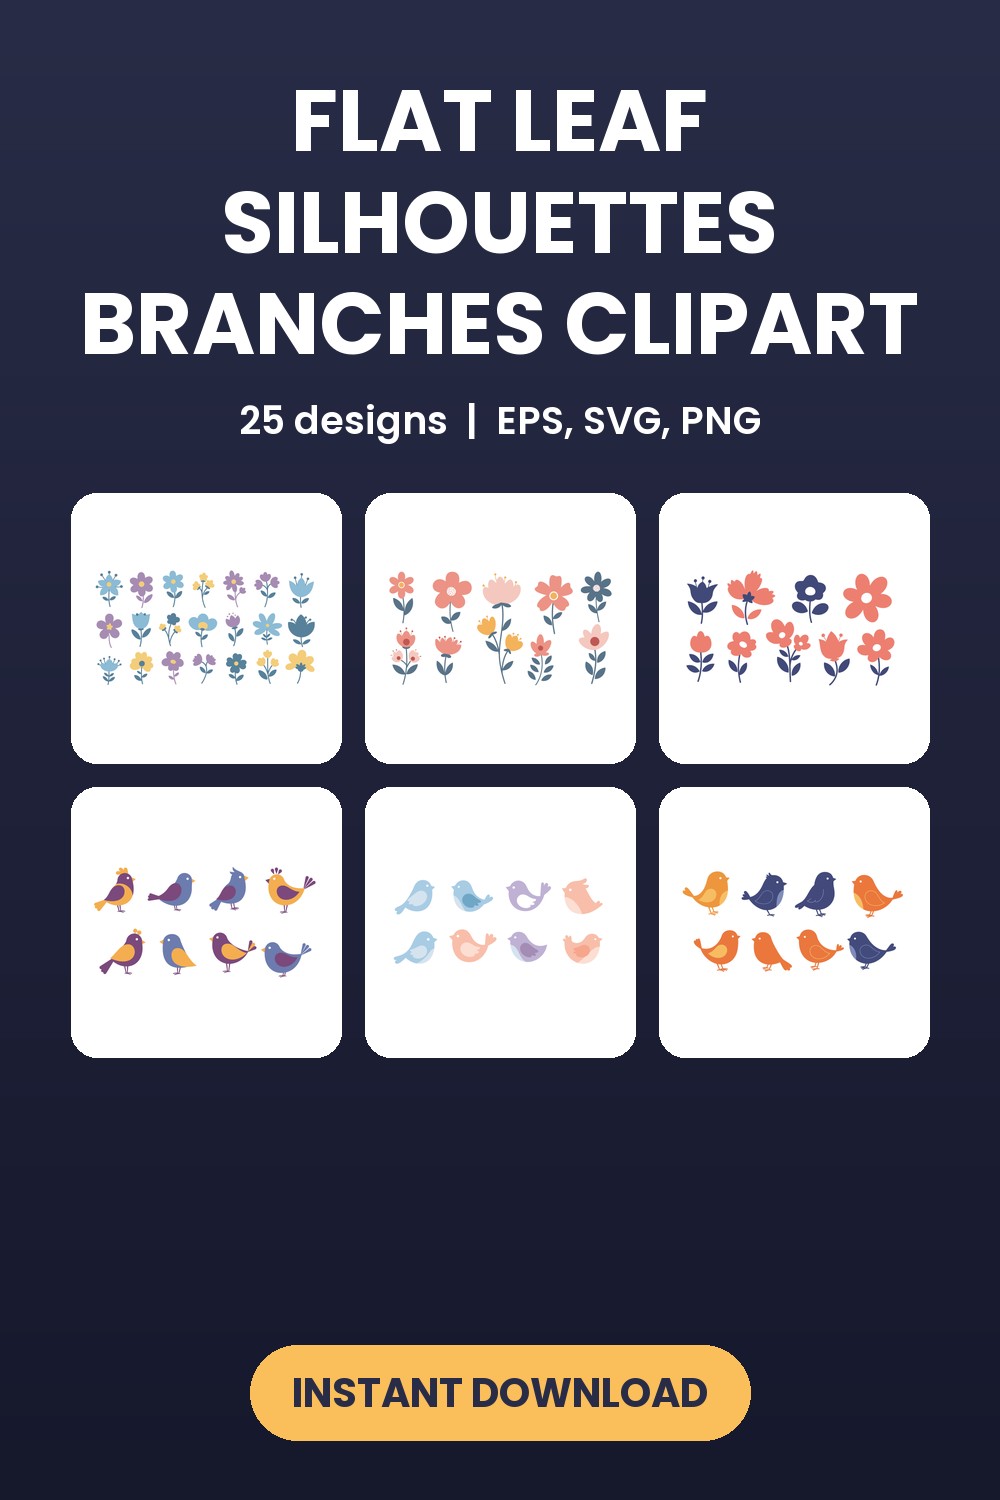 FLAT LEAF
SILHOUETTES
BRANCHES CLIPART
25 designs | EPS, SVG, PNG
INSTANT DOWNLOAD